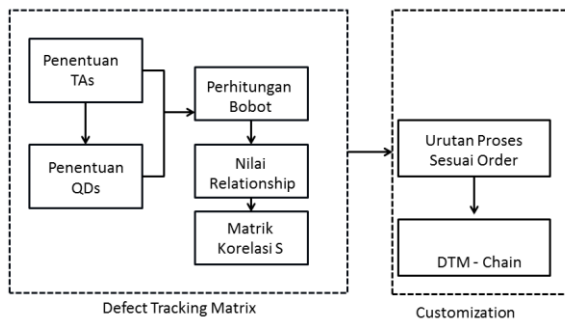 Penentuan
TAs
Penentuan
QDs
Perhitungan
Bobot
Nilai
Relationship
Matrik
Korelasi S
Defect Tracking Matrix
Urutan Proses
Sesuai Order
DTM - Chain
Customization